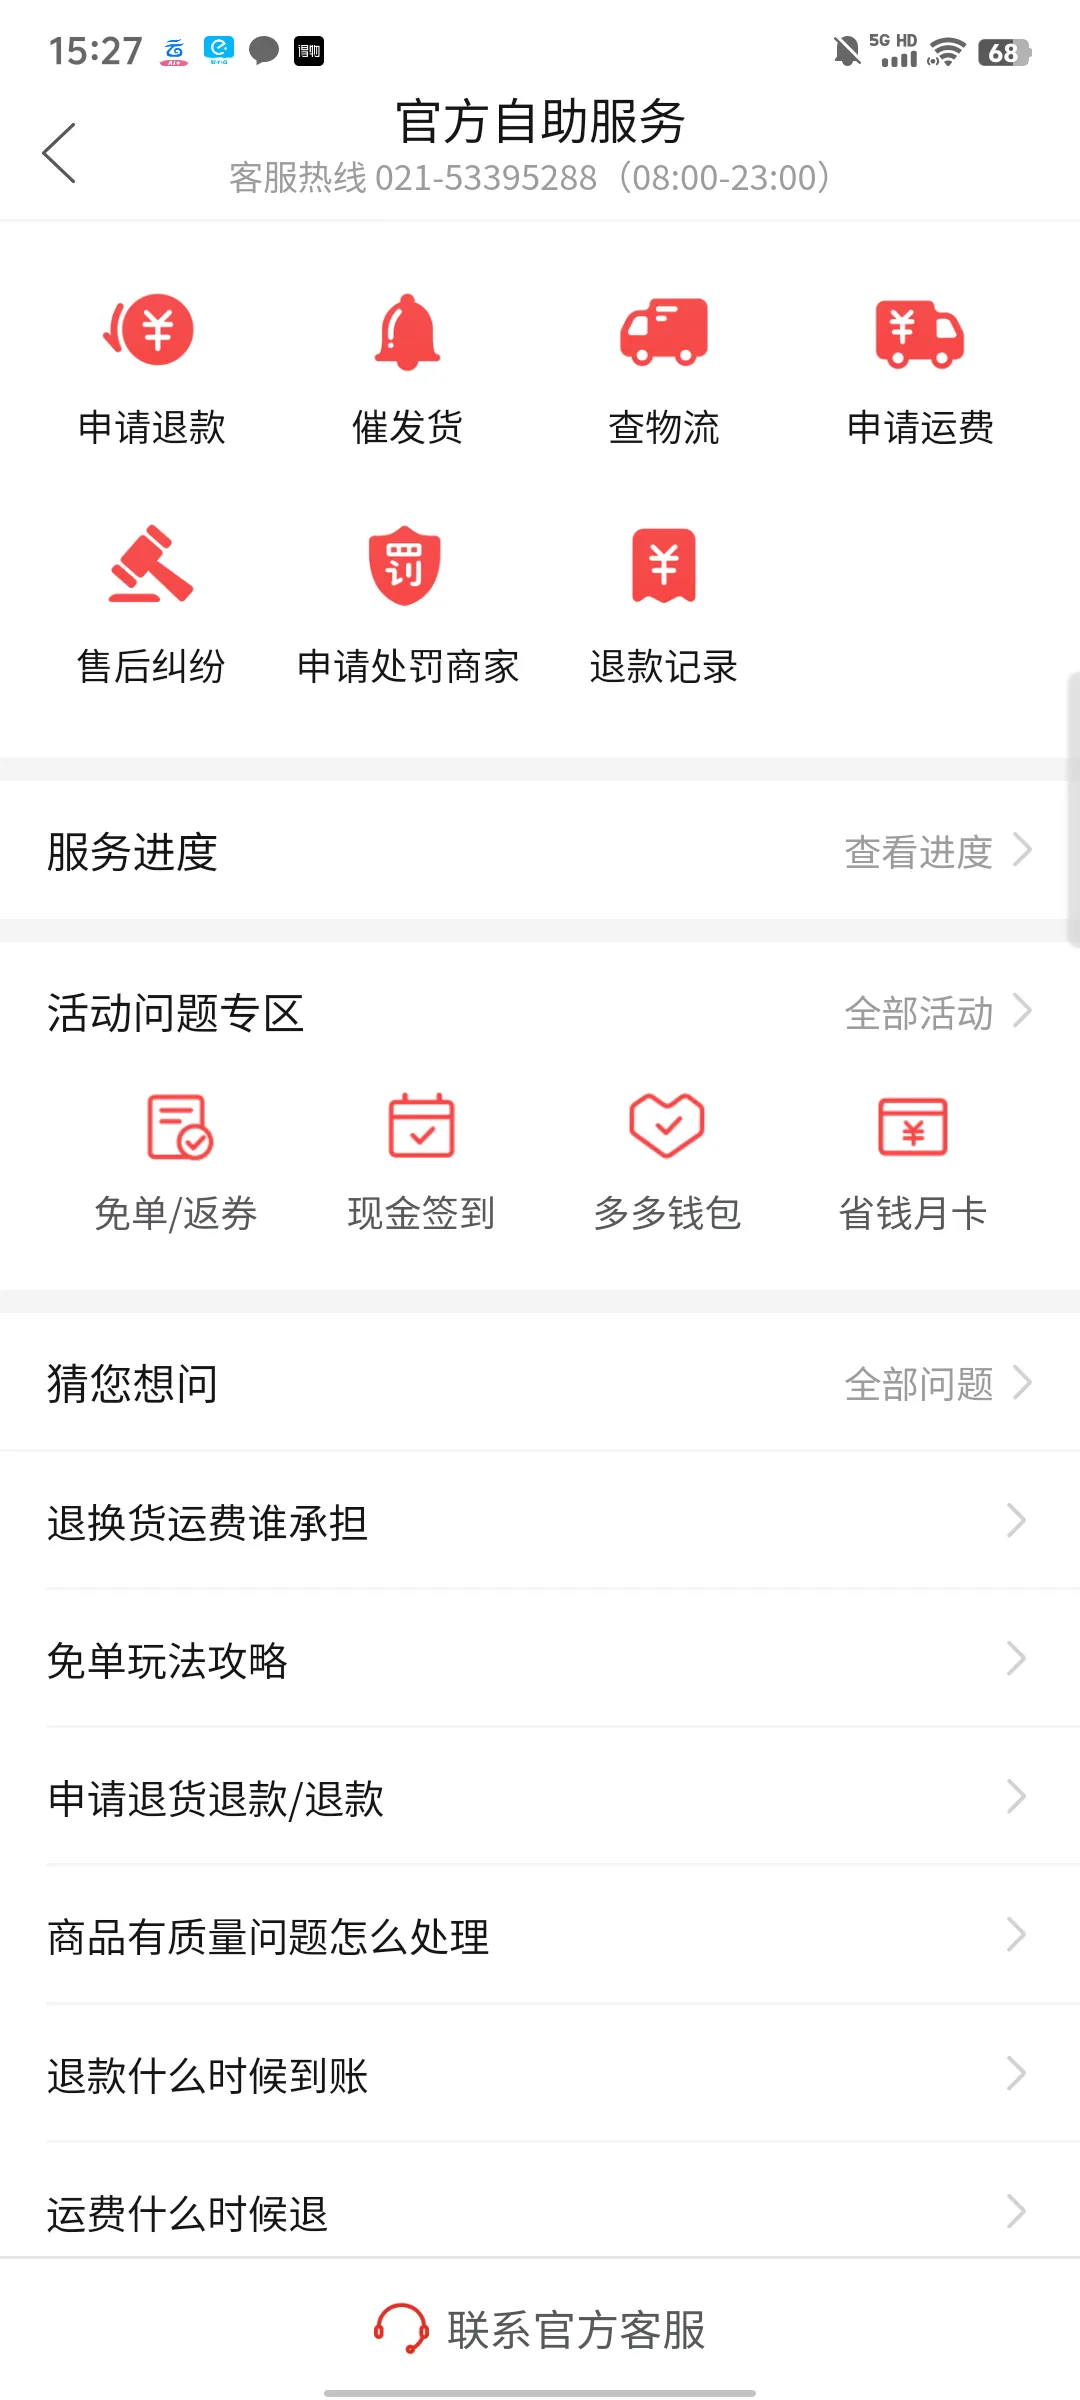 15:27
得物
5G HD
68
官方自助服务
客服热线 021-53395288（08:00-23:00）
申请退款
催发货
查物流
申请运费
罚
售后纠纷
申请处罚商家
退款记录
服务进度
查看进度
活动问题专区
全部活动
免单/返券
现金签到
多多钱包
省钱月卡
猜您想问
全部问题
退换货运费谁承担
免单玩法攻略
申请退货退款/退款
商品有质量问题怎么处理
退款什么时候到账
运费什么时候退
联系官方客服